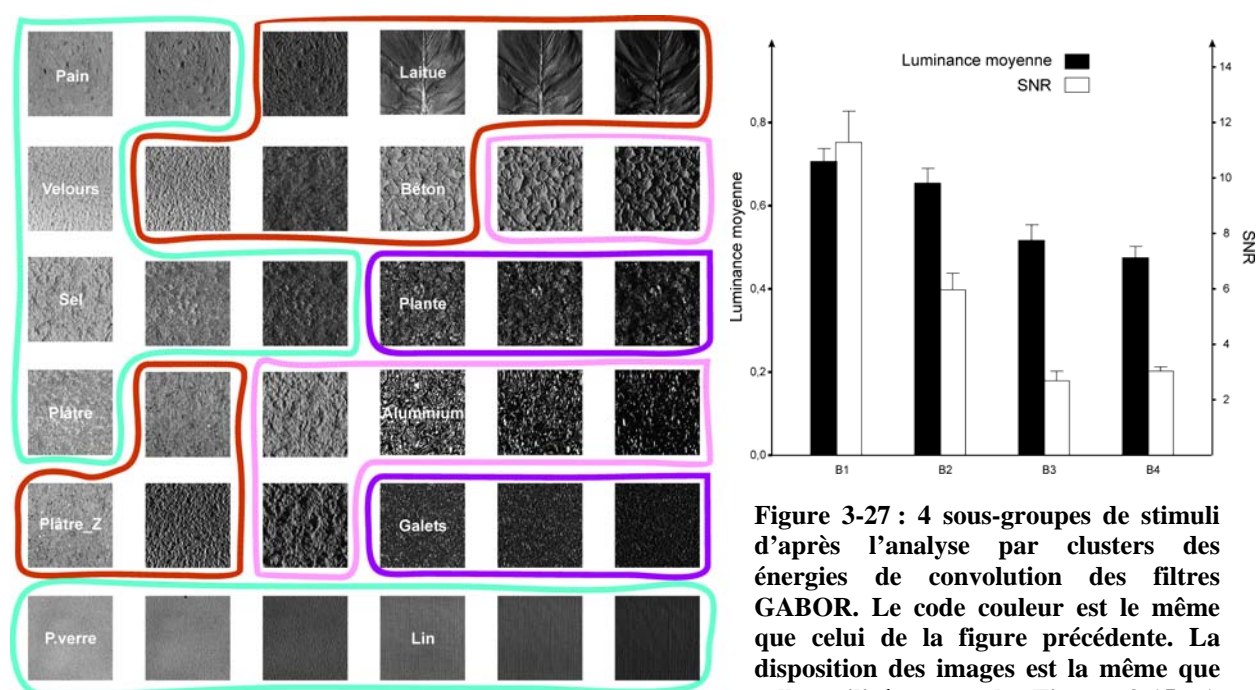 Pain
Laitue
Velours
Béton
Sel
Plante
Plâtre
Aluminium
Plâtre_Z
Galets
P.verre
Lin
Luminance moyenne
SNR
14
0,8
12
10
0,6
8
0,4
6
4
0,2
2
0,0
B1
B2
B3
B4
Luminance moyenne
SNR
Figure 3-27 : 4 sous-groupes de stimuli
d'après l'analyse par clusters des
énergies de convolution des filtres
GABOR. Le code couleur est le même
que celui de la figure précédente. La
disposition des images est la même que